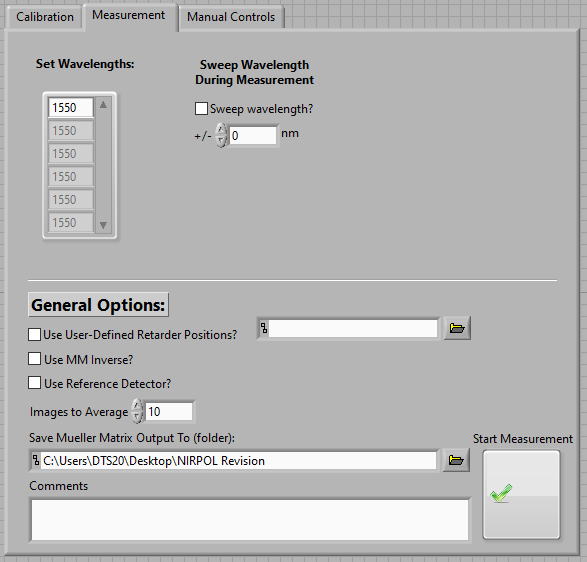 Calibration
Measurement
Manual Controls
Set Wavelengths:
Sweep Wavelength
During Measurement
1550
1550
1550
1550
1550
1550
Sweep wavelength?
+/- 0 nm
General Options:
Use User-Defined Retarder Positions?
Use MM Inverse?
Use Reference Detector?
Images to Average 10
Save Mueller Matrix Output To (folder):
C:\Users\DTS20\Desktop\NIRPOL Revision
Start Measurement
Comments